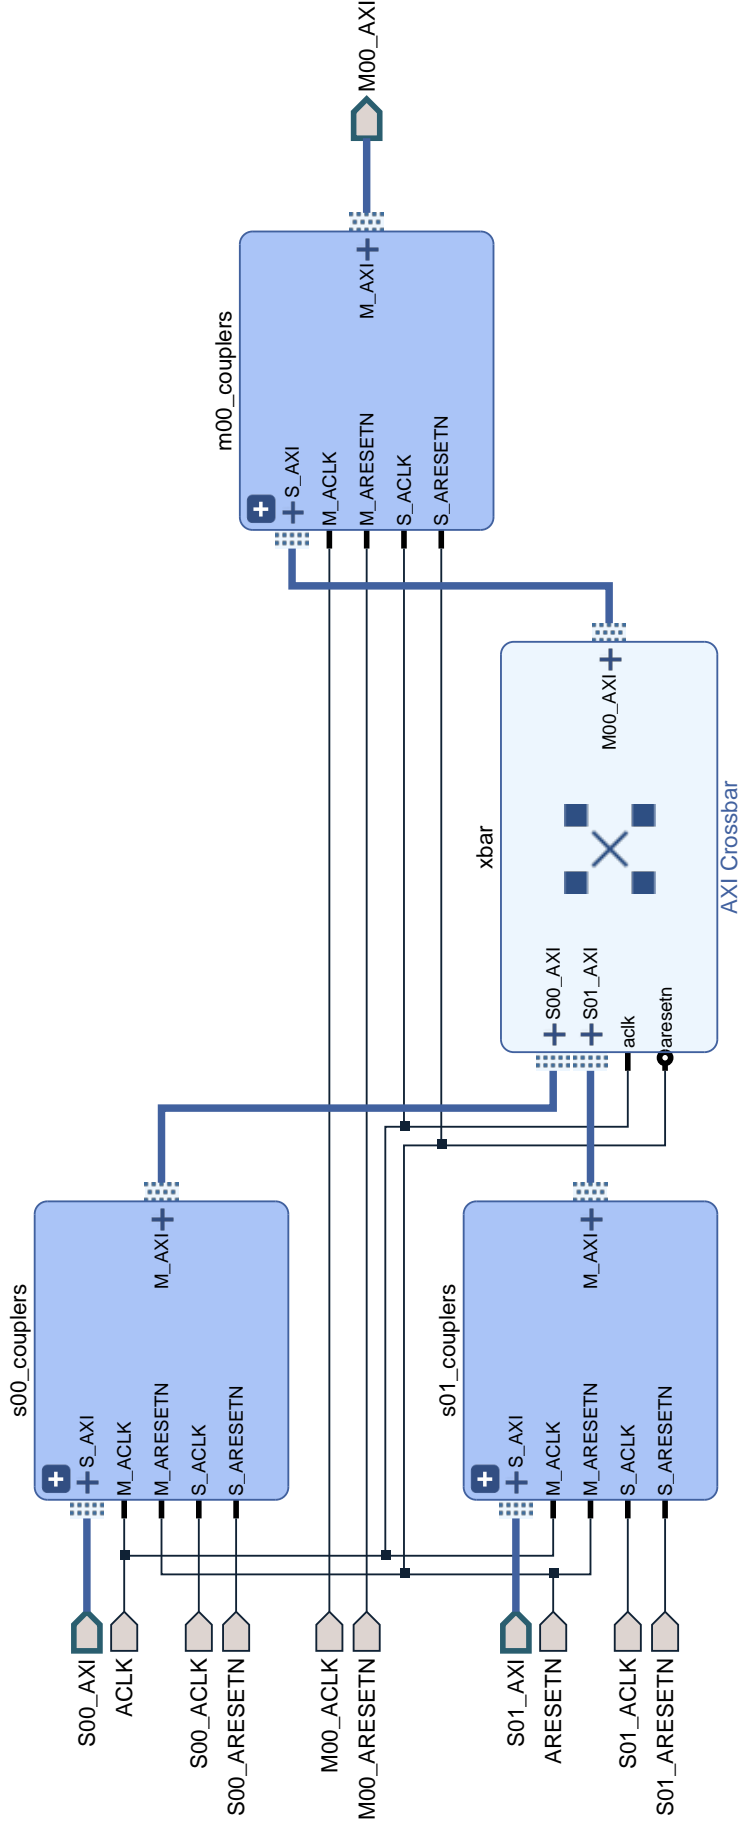 s00_couplers
S_AXI
M_ACLK
M_ARESETN
S_ACLK
S_ARESETN
M_AXI
S00_AXI
ACLK
S00_ACLK
S00_ARESETN
M00_ACLK
M00_ARESETN
S01_AXI
ARESETN
S01_ACLK
S01_ARESETN
s01_couplers
S_AXI
M_ACLK
M_ARESETN
S_ACLK
S_ARESETN
M_AXI
xbar
S00_AXI
S01_AXI
aclk
aresetn
M00_AXI
AXI Crossbar
m00_couplers
S_AXI
M_ACLK
M_ARESETN
S_ACLK
S_ARESETN
M_AXI
M00_AXI